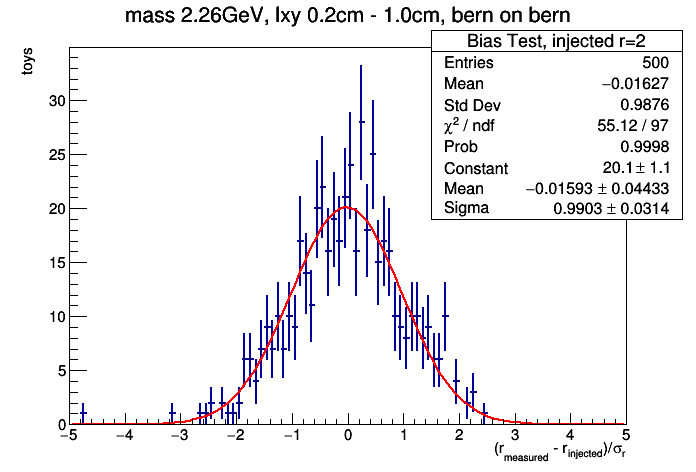 mass 2.26GeV, lxy 0.2cm - 1.0cm, bern on bern
toys
Bias Test, injected r=2
Entries 500
Mean −0.01627
Std Dev 0.9876
χ² / ndf 55.12 / 97
Prob 0.9998
Constant 20.1 ± 1.1
Mean −0.01593 ± 0.04433
Sigma 0.9903 ± 0.0314
30
25
20
15
10
5
0
−5 −4 −3 −2 −1 0 1 2 3 4 5
(r_measured - r_injected)/σ_r